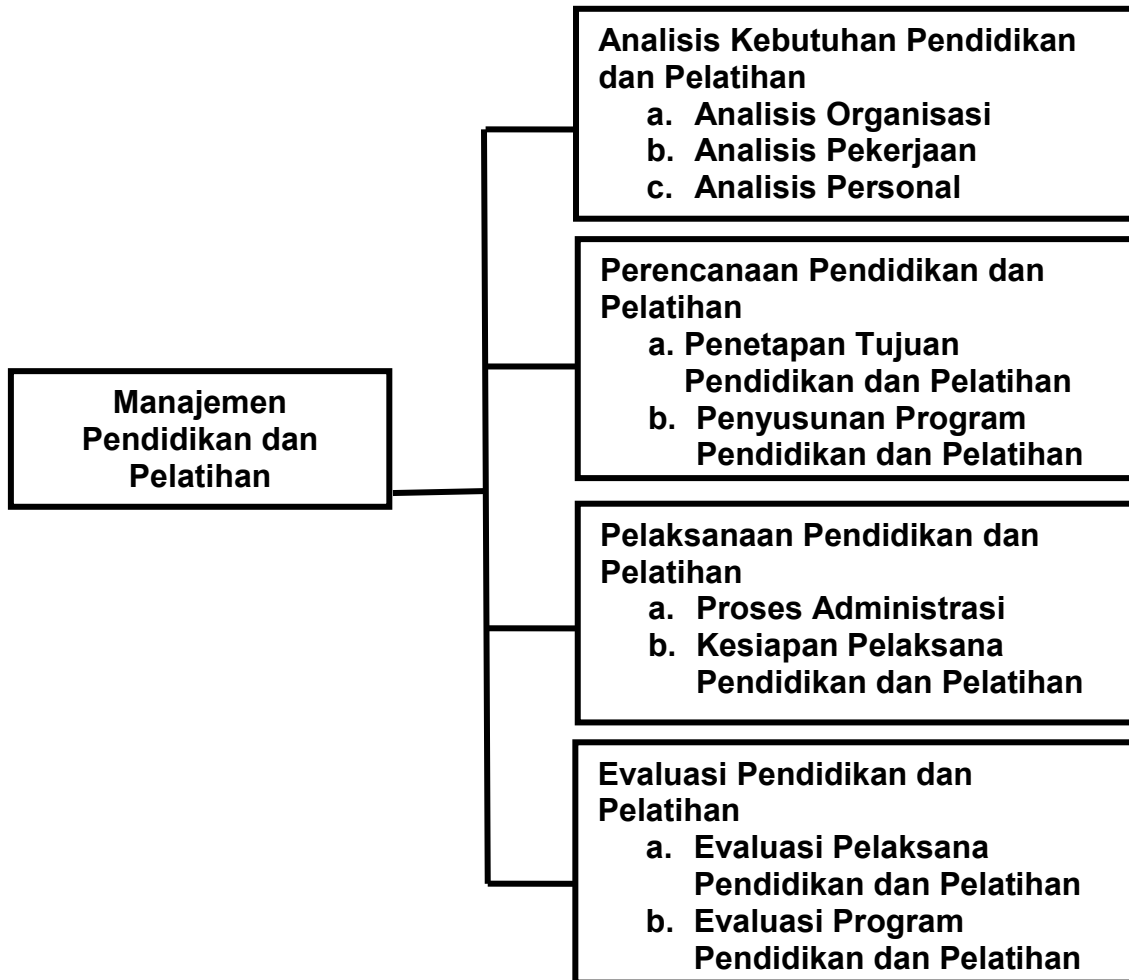 Manajemen
Pendidikan dan
Pelatihan
Analisis Kebutuhan Pendidikan
dan Pelatihan
a. Analisis Organisasi
b. Analisis Pekerjaan
c. Analisis Personal
Perencanaan Pendidikan dan
Pelatihan
a. Penetapan Tujuan
Pendidikan dan Pelatihan
b. Penyusunan Program
Pendidikan dan Pelatihan
Pelaksanaan Pendidikan dan
Pelatihan
a. Proses Administrasi
b. Kesiapan Pelaksana
Pendidikan dan Pelatihan
Evaluasi Pendidikan dan
Pelatihan
a. Evaluasi Pelaksana
Pendidikan dan Pelatihan
b. Evaluasi Program
Pendidikan dan Pelatihan